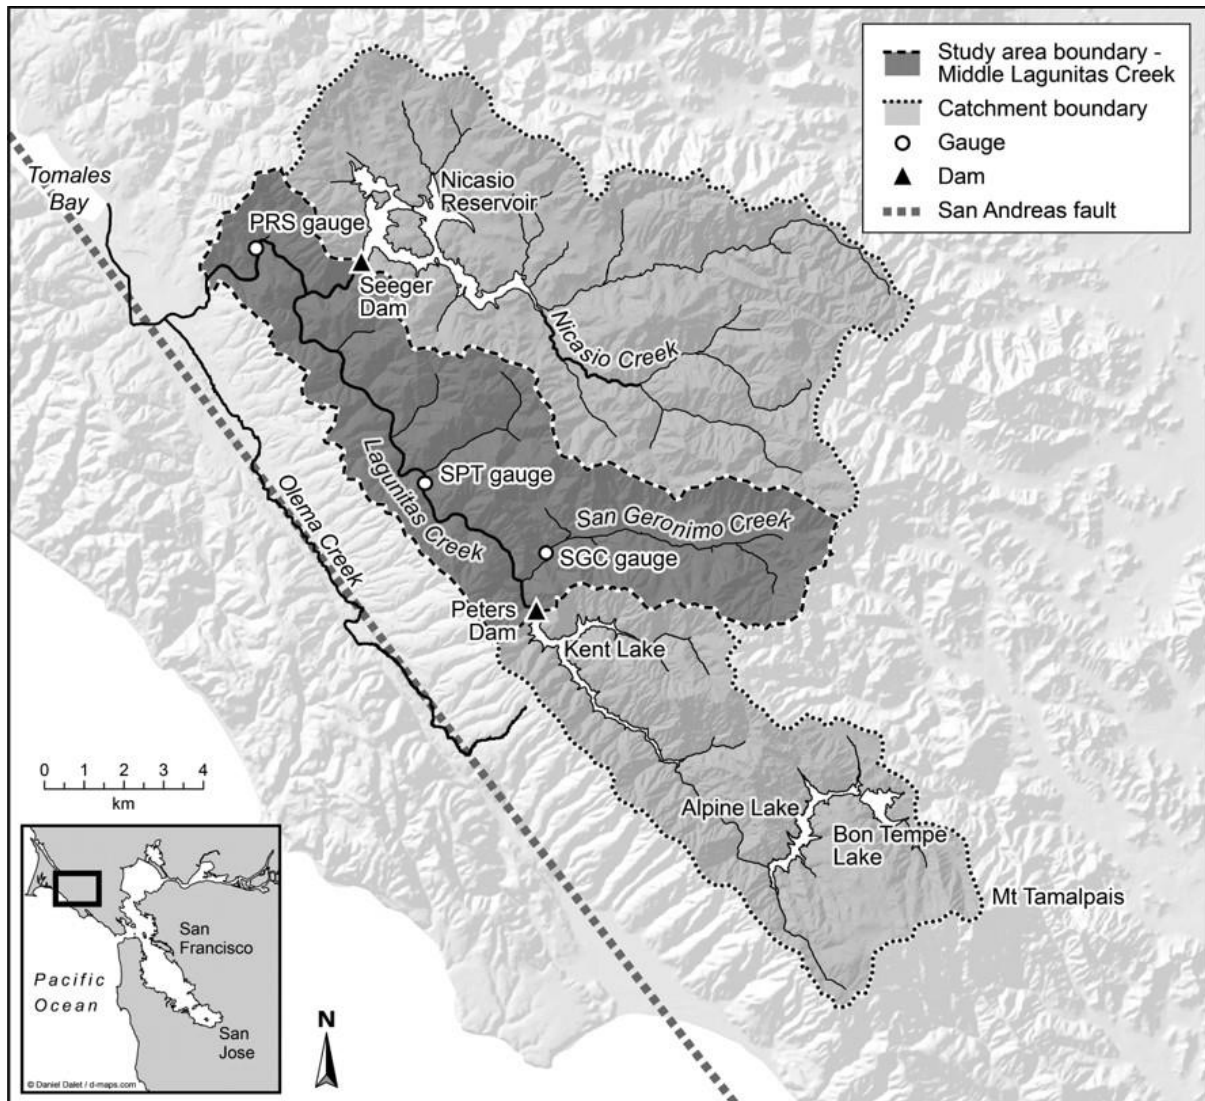 Study area boundary -
Middle Lagunitas Creek
Catchment boundary
Gauge
Dam
San Andreas fault
Tomales
Bay
Nicasio
Reservoir
PRS gauge
Seeger
Dam
Nicasio Creek
Lagunitas Creek
SPT gauge
San Geronimo Creek
SGC gauge
Olema Creek
Peters
Dam
Kent Lake
Alpine Lake
Bon Tempe
Lake
Mt Tamalpais
0 1 2 3 4
km
San
Francisco
Pacific
Ocean
San
Jose
© Daniel Dalet / d-maps.com
N